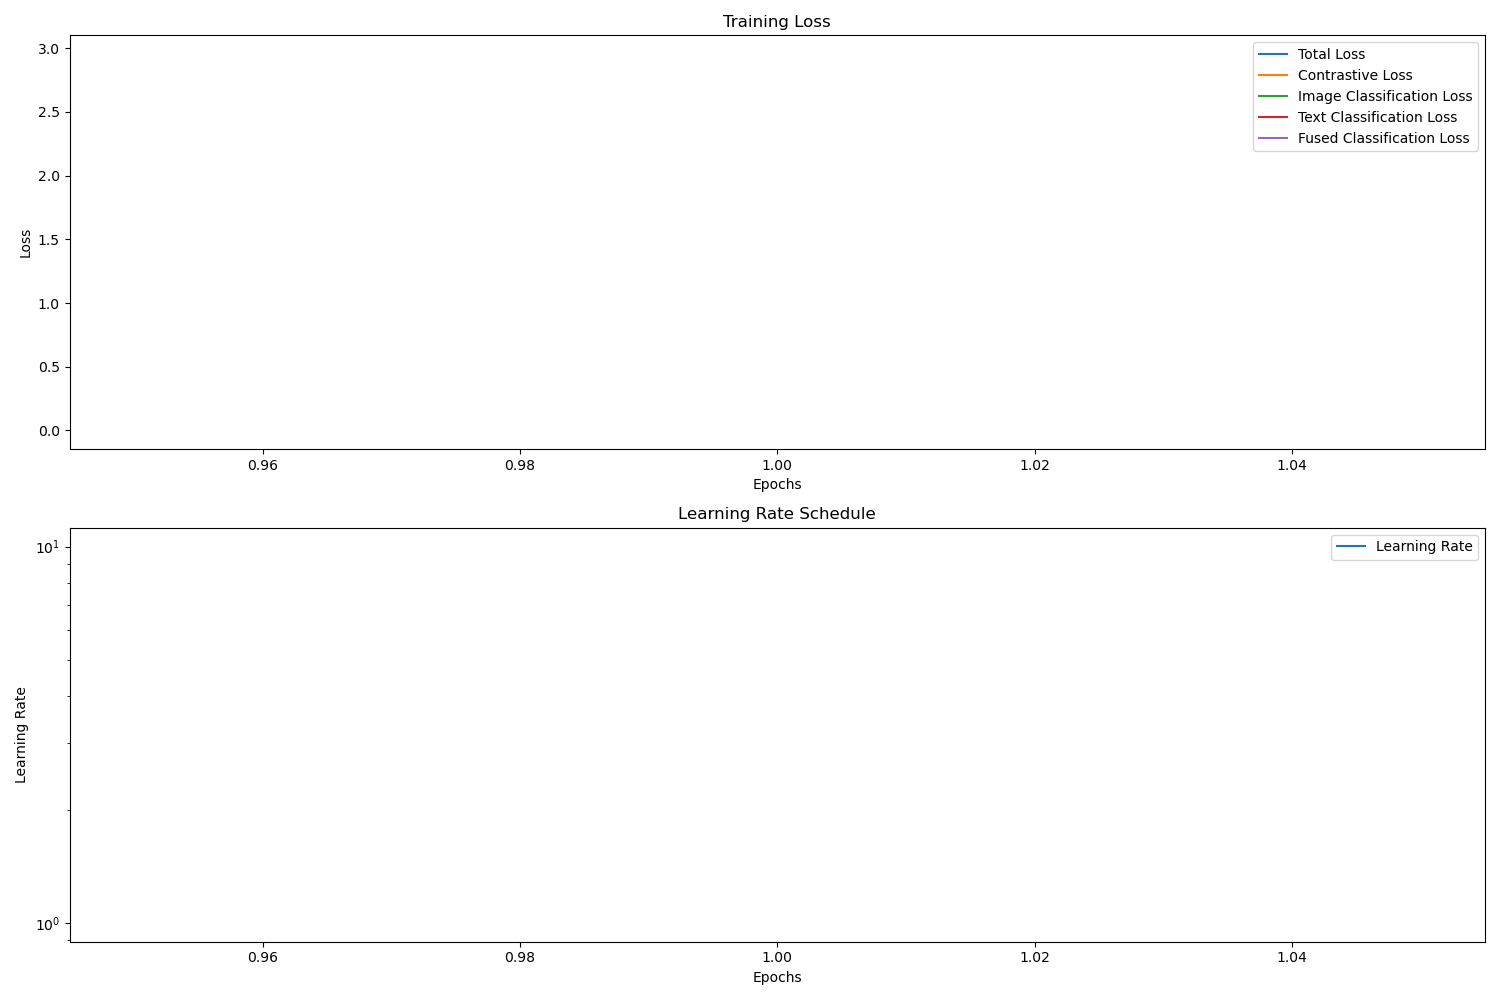 Training Loss
3.0
2.5
2.0
1.5
1.0
0.5
0.0
Loss
Total Loss
Contrastive Loss
Image Classification Loss
Text Classification Loss
Fused Classification Loss
0.96 0.98 1.00 1.02 1.04
Epochs
Learning Rate Schedule
10¹
10⁰
Learning Rate
Learning Rate
0.96 0.98 1.00 1.02 1.04
Epochs